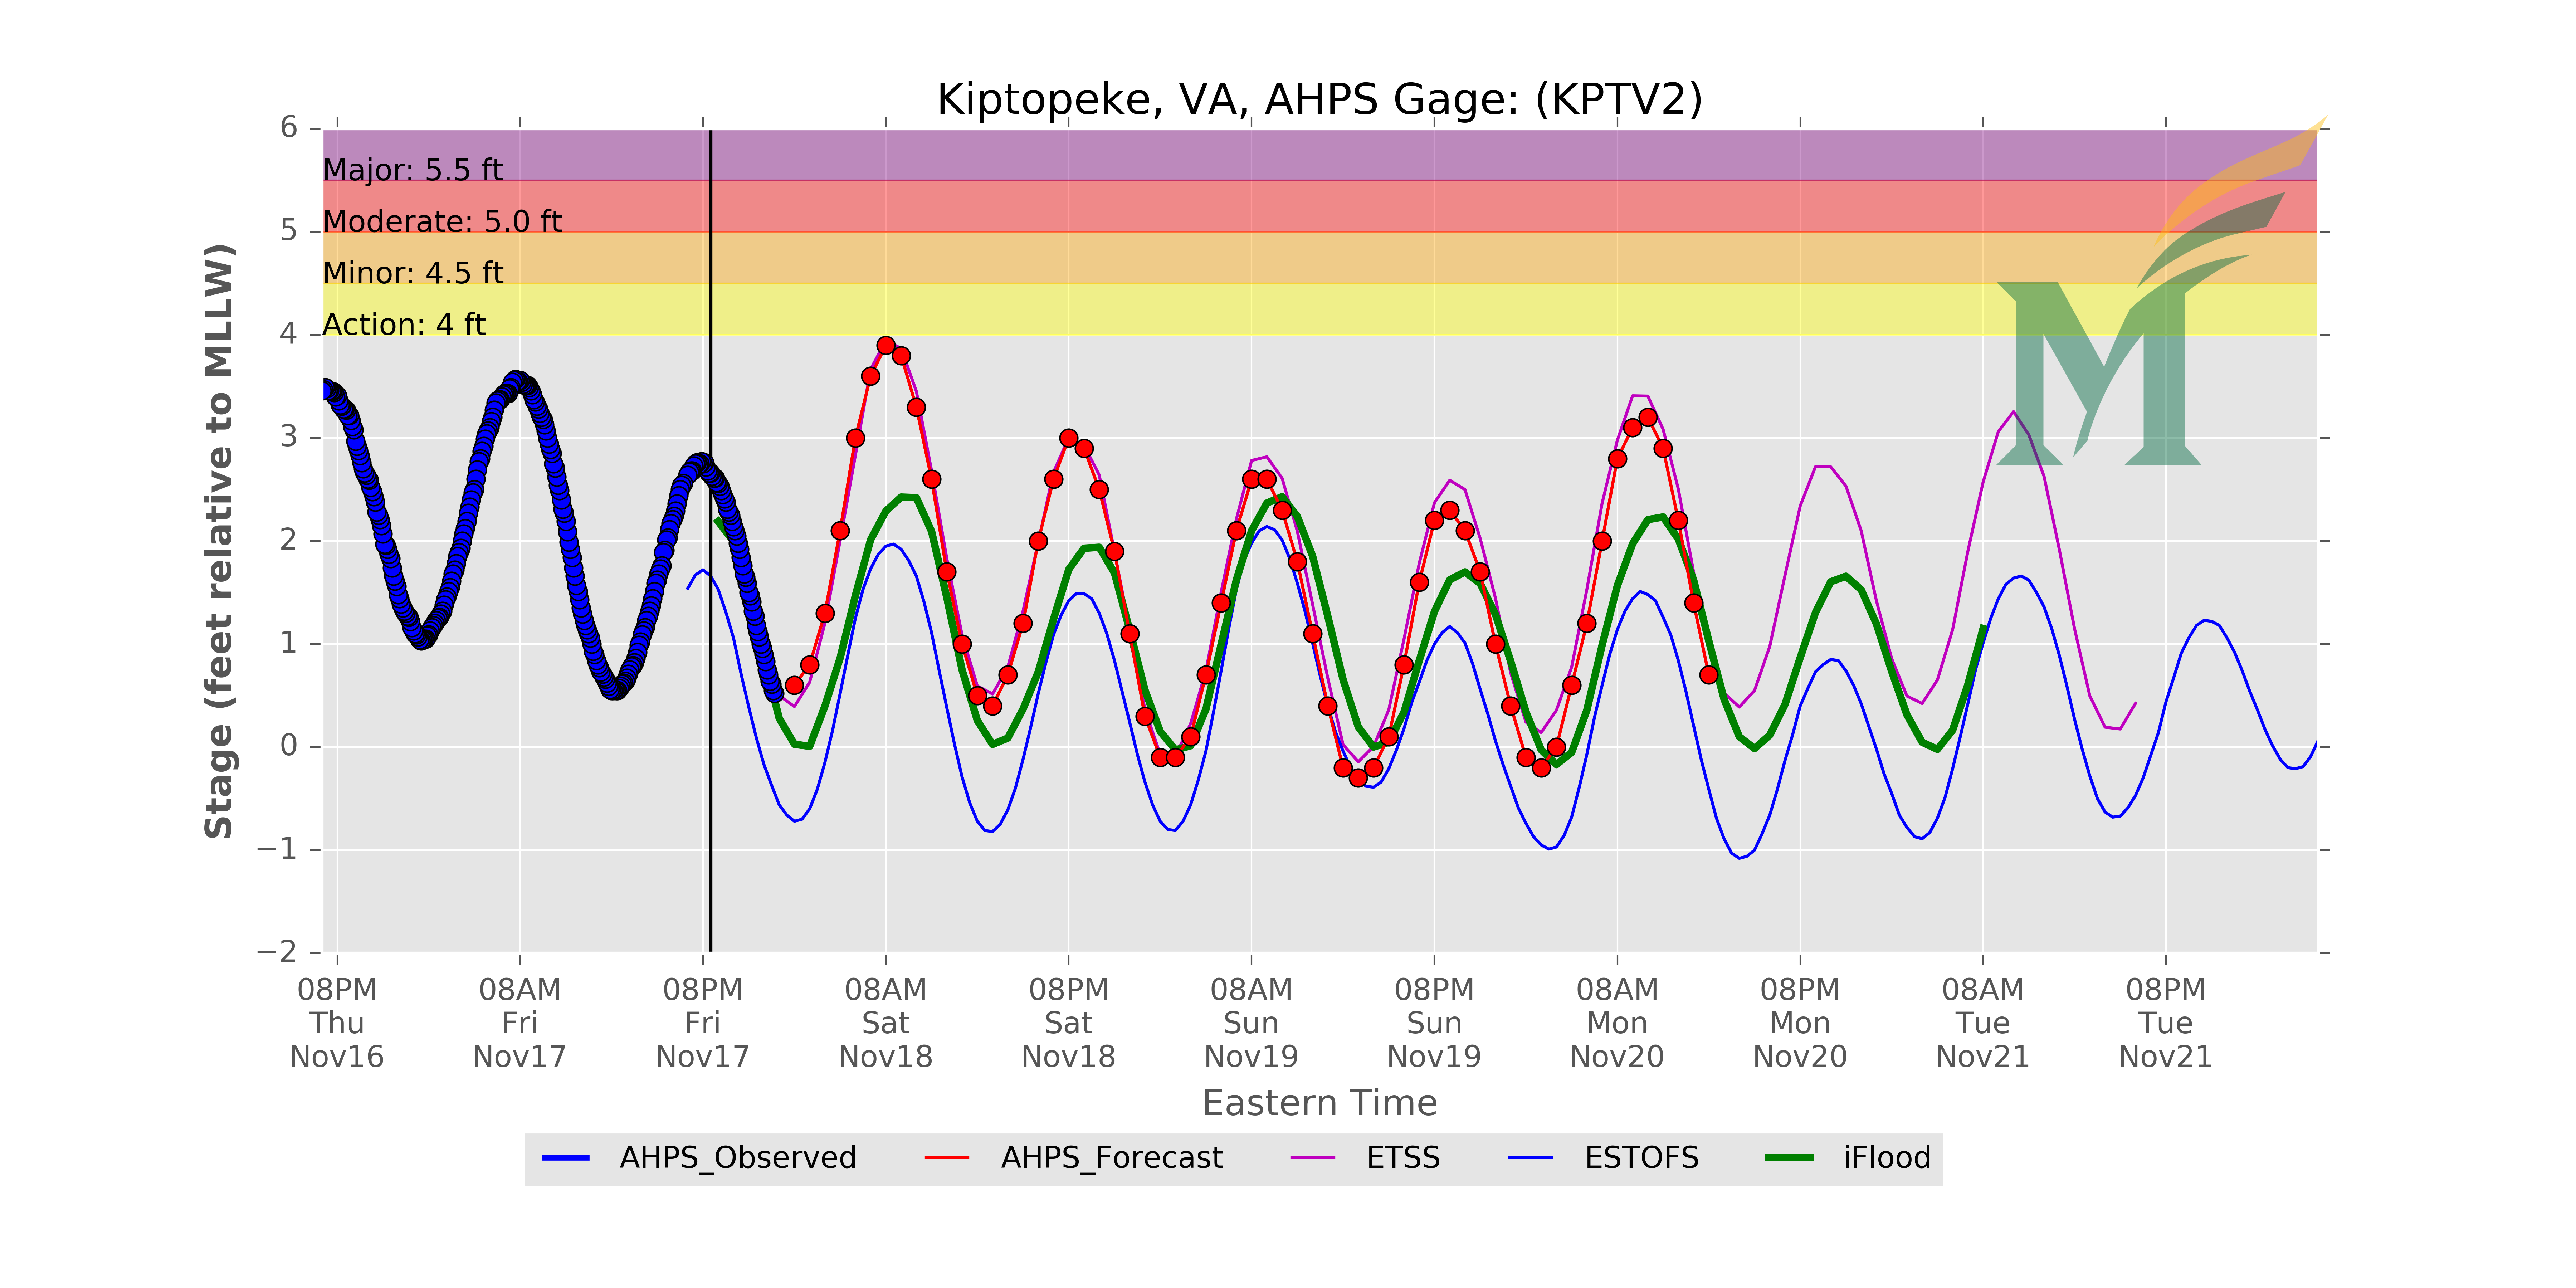 Kiptopeke, VA, AHPS Gage: (KPTV2)
Stage (feet relative to MLLW)
6
5
4
3
2
1
0
−1
−2
Major: 5.5 ft
Moderate: 5.0 ft
Minor: 4.5 ft
Action: 4 ft
08PM
Thu
Nov16
08AM
Fri
Nov17
08PM
Fri
Nov17
08AM
Sat
Nov18
08PM
Sat
Nov18
08AM
Sun
Nov19
08PM
Sun
Nov19
08AM
Mon
Nov20
08PM
Mon
Nov20
08AM
Tue
Nov21
08PM
Tue
Nov21
Eastern Time
AHPS_Observed AHPS_Forecast ETSS ESTOFS iFlood
M